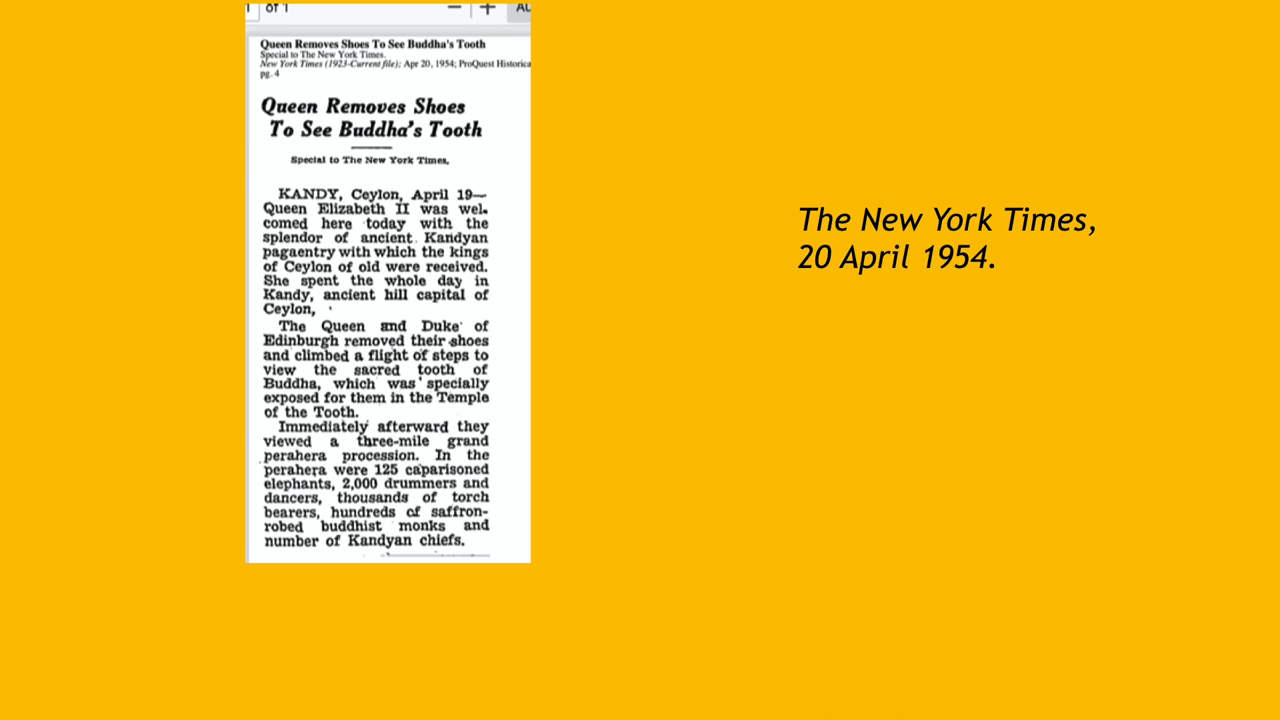 of 1
Queen Removes Shoes To See Buddha's Tooth
Special to The New York Times.
New York Times (1923-Current file); Apr 20, 1954; ProQuest Historica
pg. 4
Queen Removes Shoes
To See Buddha's Tooth
Special to The New York Times.
KANDY, Ceylon, April 19—
Queen Elizabeth II was wel-
comed here today with the
splendor of ancient Kandyan
pagaentry with which the kings
of Ceylon of old were received.
She spent the whole day in
Kandy, ancient hill capital of
Ceylon,
The Queen and Duke of
Edinburgh removed their shoes
and climbed a flight of steps to
view the sacred tooth of
Buddha, which was specially
exposed for them in the Temple
of the Tooth.
Immediately afterward they
viewed a three-mile grand
perahera procession. In the
perahera were 125 caparisoned
elephants, 2,000 drummers and
dancers, thousands of torch
bearers, hundreds of saffron-
robed buddhist monks and
number of Kandyan chiefs.
The New York Times,
20 April 1954.